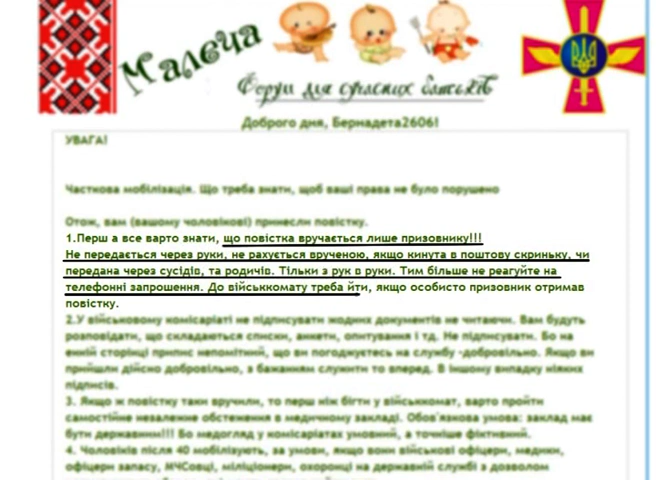 Малеча
Форум для сучасних батьків
Доброго дня, Бернадета2606!
УВАГА!
Часткова мобілізація. Що треба знати, щоб ваші права не було порушено
Отож, вам (вашому чоловікові) принесли повістку.
1.Перш а все варто знати, що повістка вручається лише призовнику!!!
Не передається через руки, не рахується врученою, якщо кинута в поштову скриньку, чи
передана через сусідів, та родичів. Тільки з рук в руки. Тим більше не реагуйте на
телефонні запрошення. До військкомату треба йти, якщо особисто призовник отримав
повістку.
2.У військовому комісаріаті не підписувати жодних документів не читаючи. Вам будуть
розповідати, що складаються списки, анкети, опитування і тд. Не підписувати. Бо на
енній сторінці припис непомітний, що ви погоджуєтесь на службу -добровільно. Якщо ви
прийшли дійсно добровільно, з бажанням служити то вперед. В іншому випадку ніяких
підписів.
3. Якщо ж повістку таки вручили, то перш ніж бігти у військкомат, варто пройти
самостійне незалежне обстеження в медичному закладі. Обов'язкова умова: заклад має
бути державним!!! Бо медогляд у комісаріатах умовний, а точніше фіктивний.
4. Чоловіків після 40 мобілізують, за умови, якщо вони військові офіцери, медики,
офіцери запасу, МЧСовці, міліціонери, охоронці на державній службі з дозволом